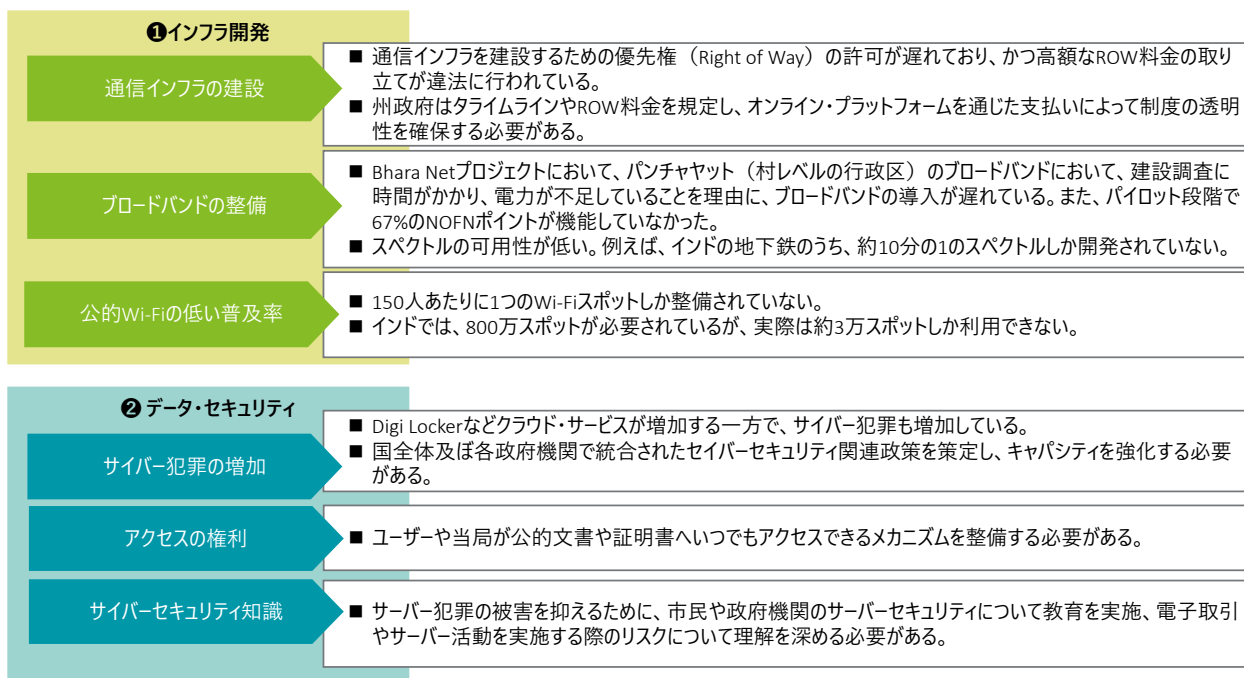 ❶インフラ開発
通信インフラの建設
■ 通信インフラを建設するための優先権（Right of Way）の許可が遅れており、かつ高額なROW料金の取り
立てが違法に行われている。
■ 州政府はタライムラインやROW料金を規定し、オンライン・プラットフォームを通じた支払いによって制度の透明
性を確保する必要がある。
ブロードバンドの整備
■ Bhara Netプロジェクトにおいて、パンチャヤット（村レベルの行政区）のブロードバンドにおいて、建設調査に
時間がかかり、電力が不足していることを理由に、ブロードバンドの導入が遅れている。また、パイロット段階で
67%のNOFNポイントが機能していなかった。
■ スペクトルの可用性が低い。例えば、インドの地下鉄のうち、約10分の1のスペクトルしか開発されていない。
公的Wi-Fiの低い普及率
■ 150人あたりに1つのWi-Fiスポットしか整備されていない。
■ インドでは、800万スポットが必要されているが、実際は約3万スポットしか利用できない。
❷ データ・セキュリティ
サイバー犯罪の増加
■ Digi Lockerなどクラウド・サービスが増加する一方で、サイバー犯罪も増加している。
■ 国全体及ぼ各政府機関で統合されたセイバーセキュリティ関連政策を策定し、キャパシティを強化する必要
がある。
アクセスの権利
■ ユーザーや当局が公的文書や証明書へいつでもアクセスできるメカニズムを整備する必要がある。
サイバーセキュリティ知識
■ サーバー犯罪の被害を抑えるために、市民や政府機関のサーバーセキュリティについて教育を実施、電子取引
やサーバー活動を実施する際のリスクについて理解を深める必要がある。